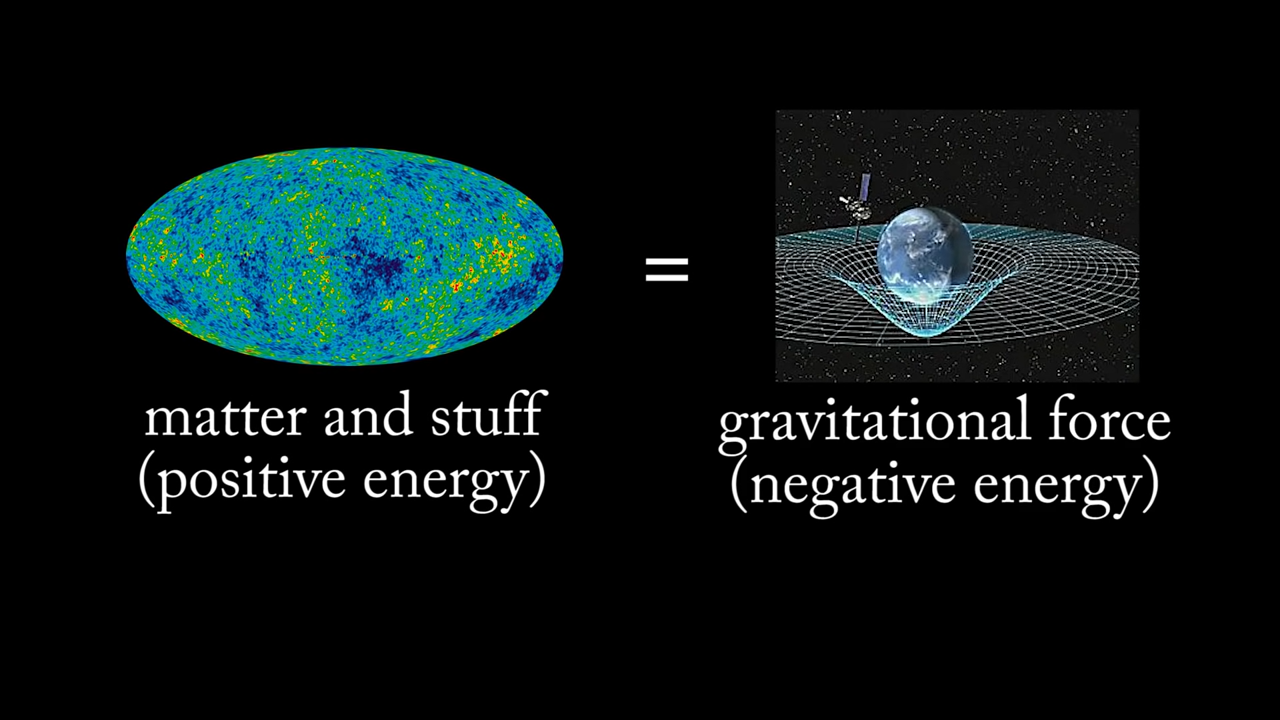 matter and stuff
(positive energy)
=
gravitational force
(negative energy)